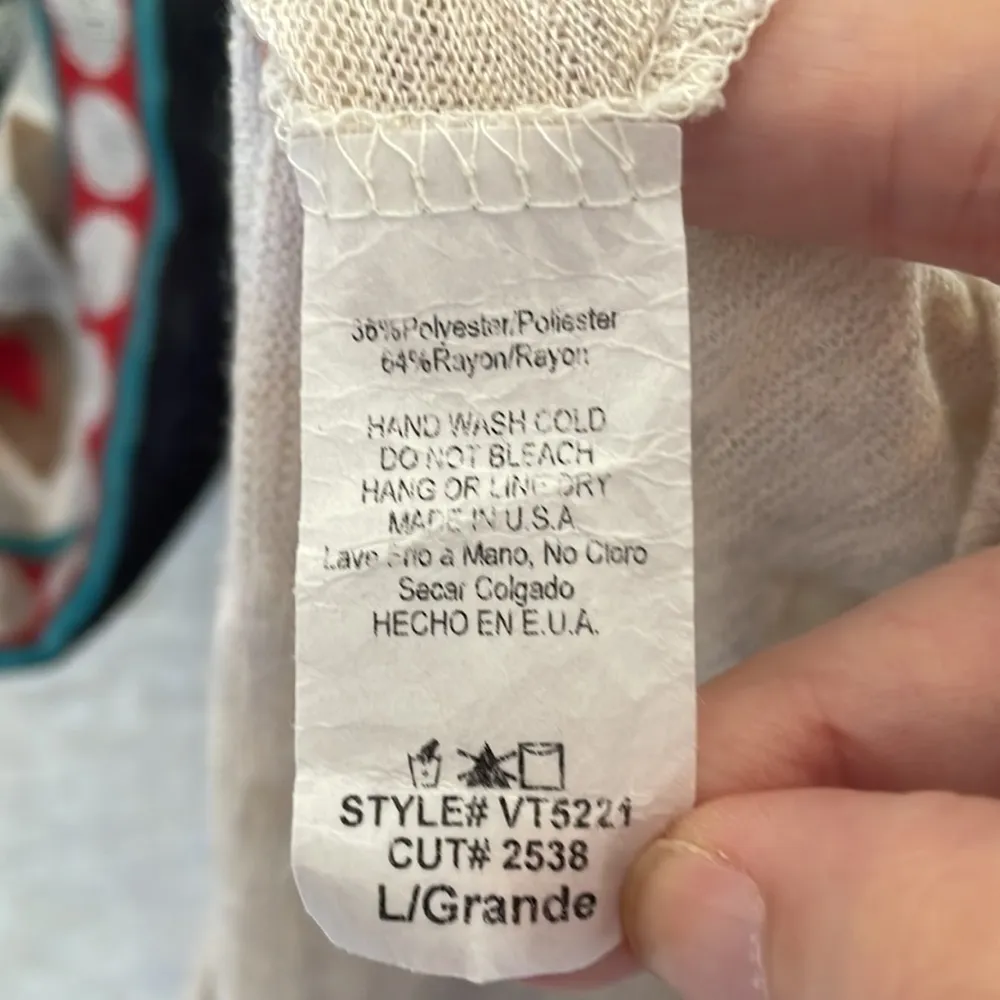 36%Polyester/Poliester
64%Rayon/Rayon
HAND WASH COLD
DO NOT BLEACH
HANG OR LINE DRY
MADE IN U.S.A.
Lave Frio a Mano, No Cloro
Secar Colgado
HECHO EN E.U.A.
STYLE# VT5221
CUT# 2538
L/Grande